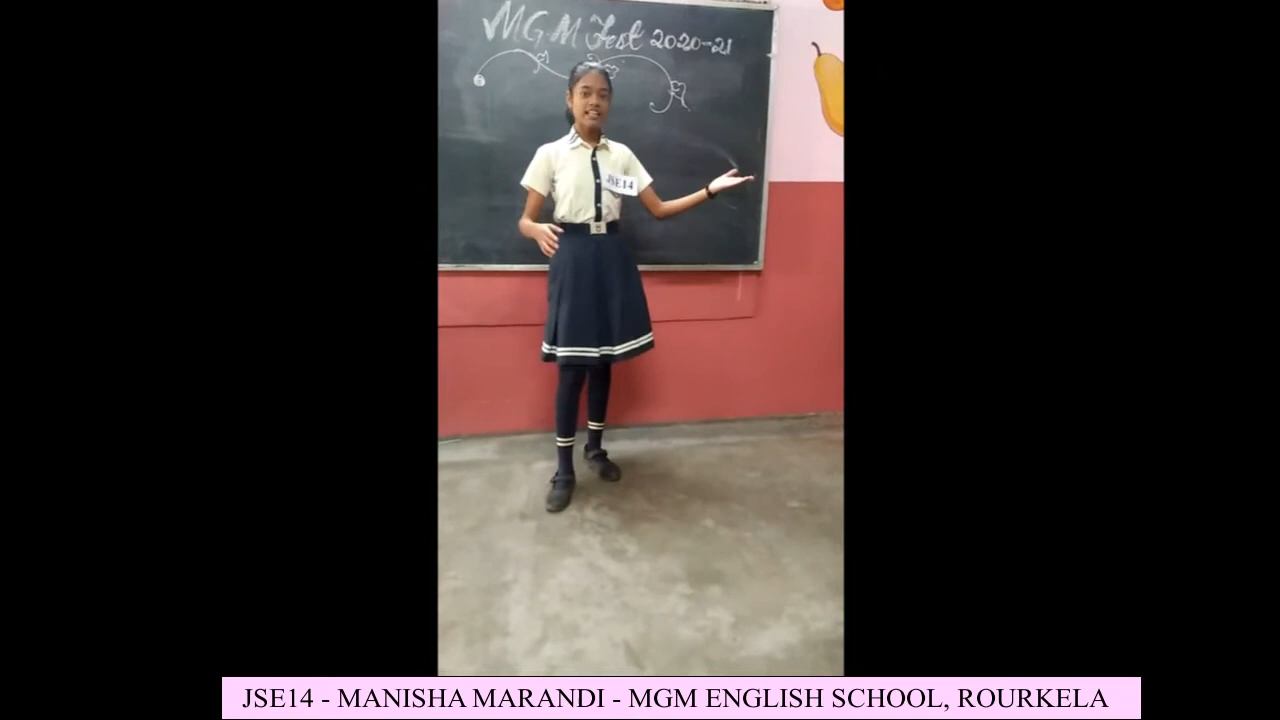 MGM Fest 2020-21
JSE14
JSE14 - MANISHA MARANDI - MGM ENGLISH SCHOOL, ROURKELA